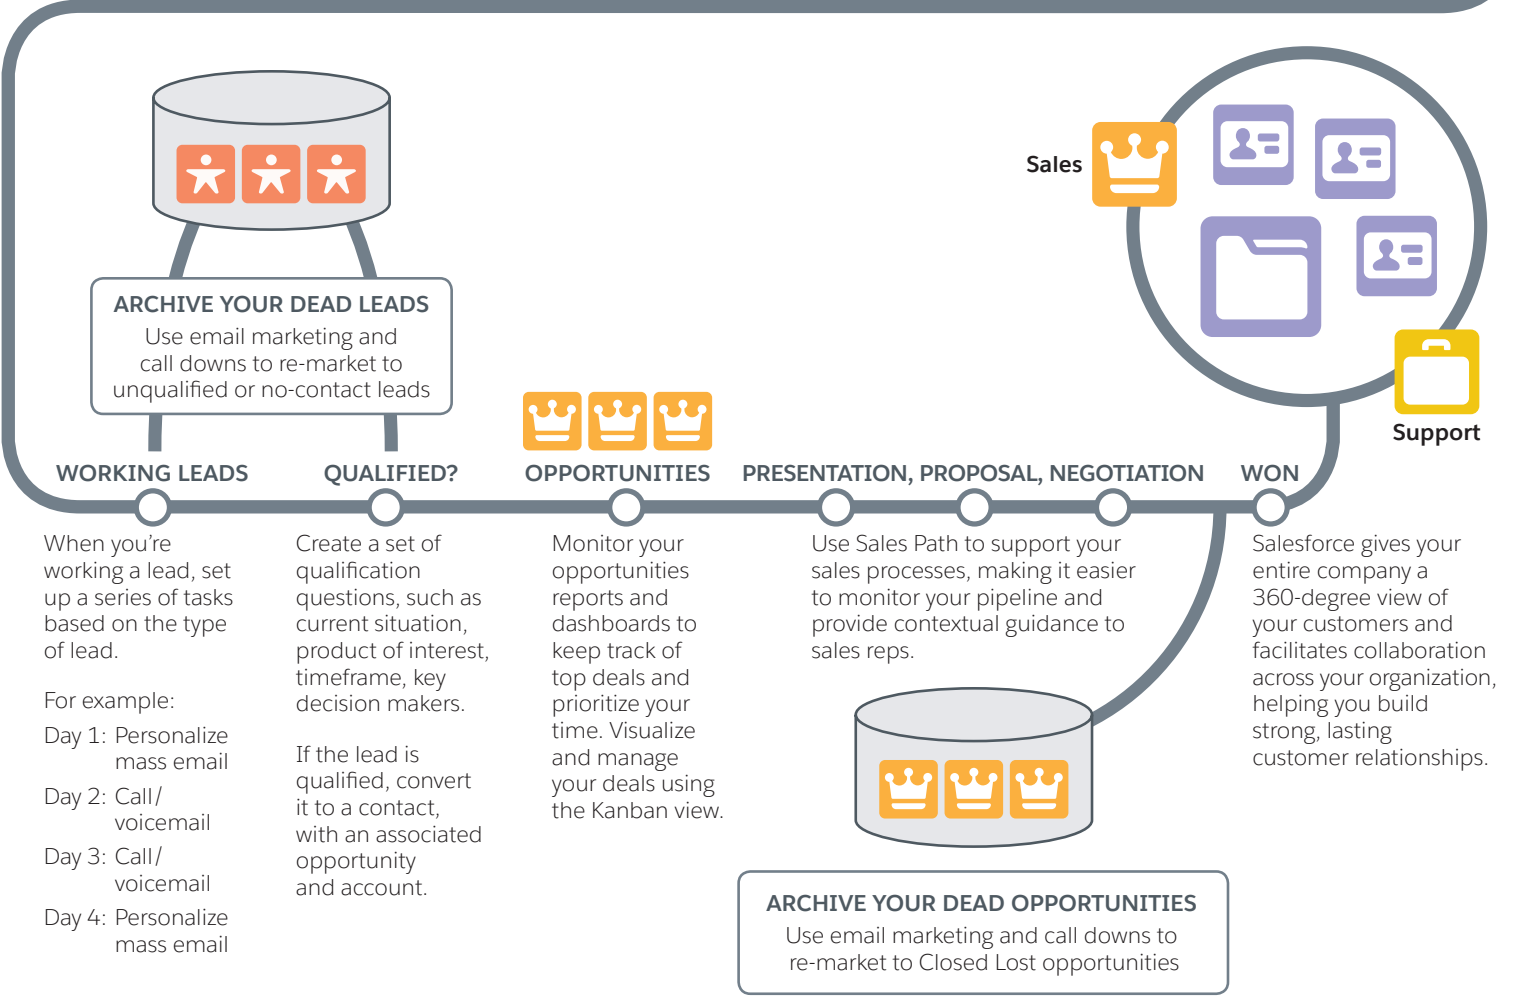 Sales
ARCHIVE YOUR DEAD LEADS
Use email marketing and
call downs to re-market to
unqualified or no-contact leads
Support
WORKING LEADS
When you're
working a lead, set
up a series of tasks
based on the type
of lead.
For example:
Day 1: Personalize
mass email
Day 2: Call/
voicemail
Day 3: Call/
voicemail
Day 4: Personalize
mass email
QUALIFIED?
Create a set of
qualification
questions, such as
current situation,
product of interest,
timeframe, key
decision makers.
If the lead is
qualified, convert
it to a contact,
with an associated
opportunity
and account.
OPPORTUNITIES
Monitor your
opportunities
reports and
dashboards to
keep track of
top deals and
prioritize your
time. Visualize
and manage
your deals using
the Kanban view.
PRESENTATION, PROPOSAL, NEGOTIATION
Use Sales Path to support your
sales processes, making it easier
to monitor your pipeline and
provide contextual guidance to
sales reps.
ARCHIVE YOUR DEAD OPPORTUNITIES
Use email marketing and call downs to
re-market to Closed Lost opportunities
WON
Salesforce gives your
entire company a
360-degree view of
your customers and
facilitates collaboration
across your organization,
helping you build
strong, lasting
customer relationships.